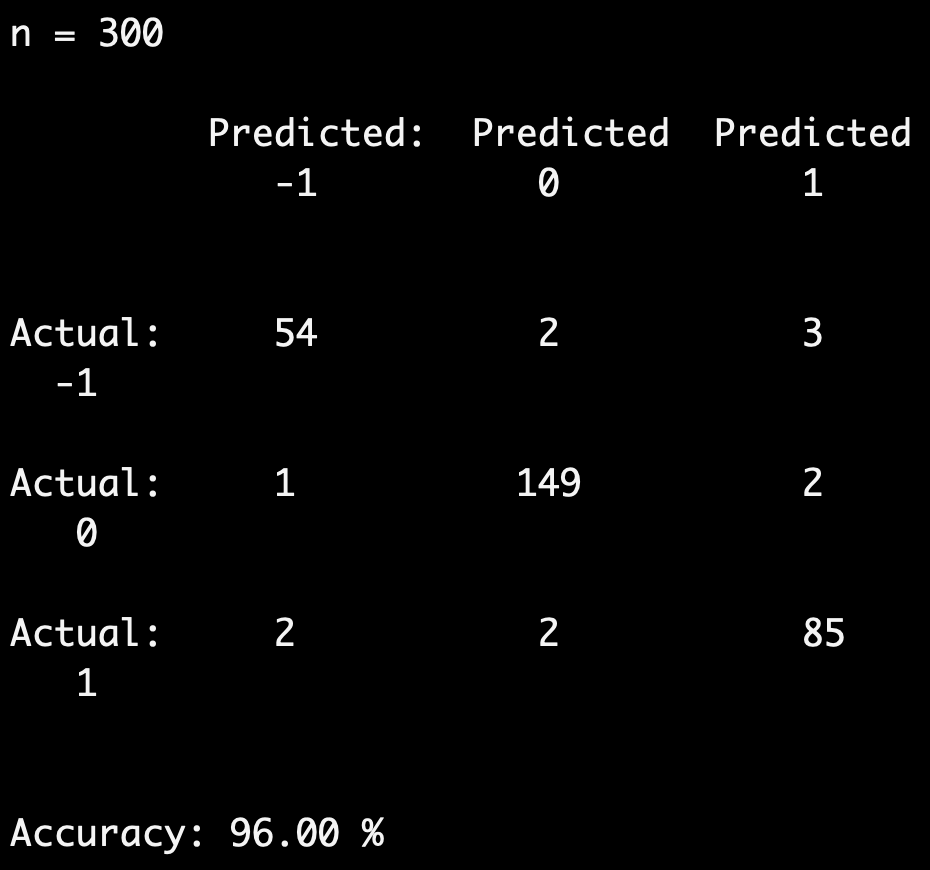 n = 300
Predicted: Predicted Predicted
-1 0 1
Actual: 54 2 3
-1
Actual: 1 149 2
0
Actual: 2 2 85
1
Accuracy: 96.00 %